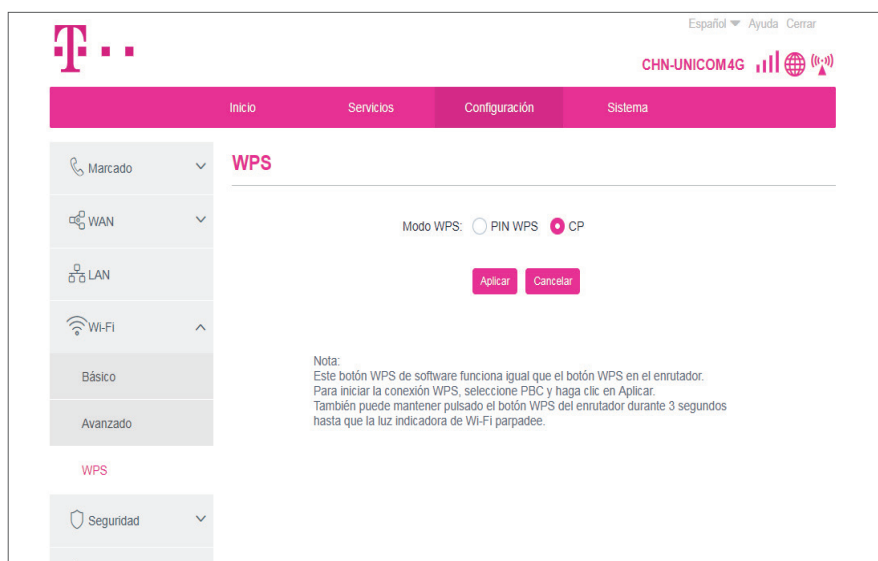 Español Ayuda Cerrar
T
CHN-UNICOM4G
Inicio Servicios Configuración Sistema
Marcado
WAN
LAN
Wi-Fi
Básico
Avanzado
WPS
Seguridad
WPS
Modo WPS: PIN WPS CP
Aplicar Cancelar
Nota:
Este botón WPS de software funciona igual que el botón WPS en el enrutador.
Para iniciar la conexión WPS, seleccione PBC y haga clic en Aplicar.
También puede mantener pulsado el botón WPS del enrutador durante 3 segundos
hasta que la luz indicadora de Wi-Fi parpadee.